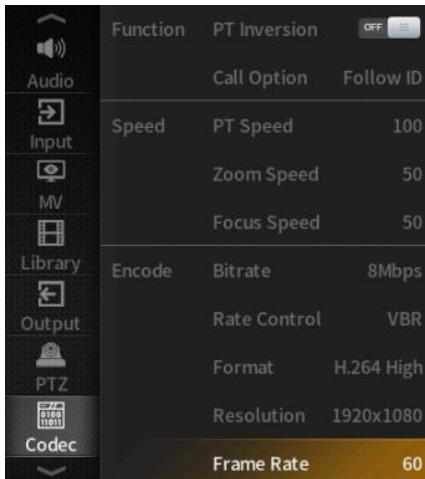 Audio
Input
MV
Library
Output
PTZ
0100
11011
Codec
Function PT Inversion OFF
Call Option Follow ID
Speed PT Speed 100
Zoom Speed 50
Focus Speed 50
Encode Bitrate 8Mbps
Rate Control VBR
Format H.264 High
Resolution 1920x1080
Frame Rate 60